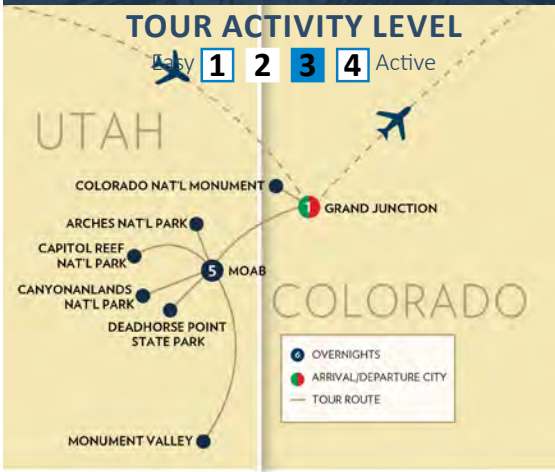 TOUR ACTIVITY LEVEL
Easy 1 2 3 4 Active
UTAH
COLORADO NAT'L MONUMENT
1 GRAND JUNCTION
ARCHES NAT'L PARK
CAPITOL REEF
NAT'L PARK
5 MOAB
CANYONANLANDS
NAT'L PARK
COLORADO
DEADHORSE POINT
STATE PARK
6 OVERNIGHTS
ARRIVAL/DEPARTURE CITY
TOUR ROUTE
MONUMENT VALLEY